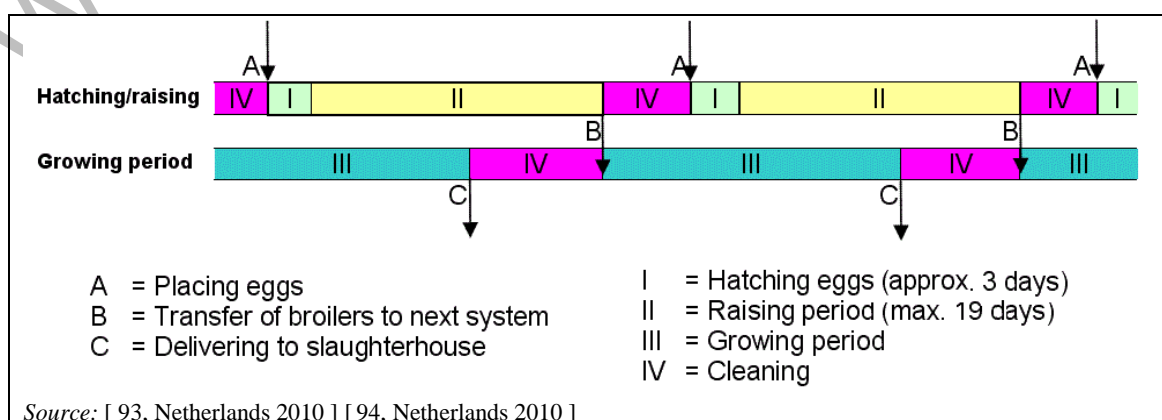 A A A
Hatching/raising IV I II IV I II IV I
B B
Growing period III IV III IV III
C C
A = Placing eggs
B = Transfer of broilers to next system
C = Delivering to slaughterhouse
I = Hatching eggs (approx. 3 days)
II = Raising period (max. 19 days)
III = Growing period
IV = Cleaning
Source: [ 93, Netherlands 2010 ] [ 94, Netherlands 2010 ]